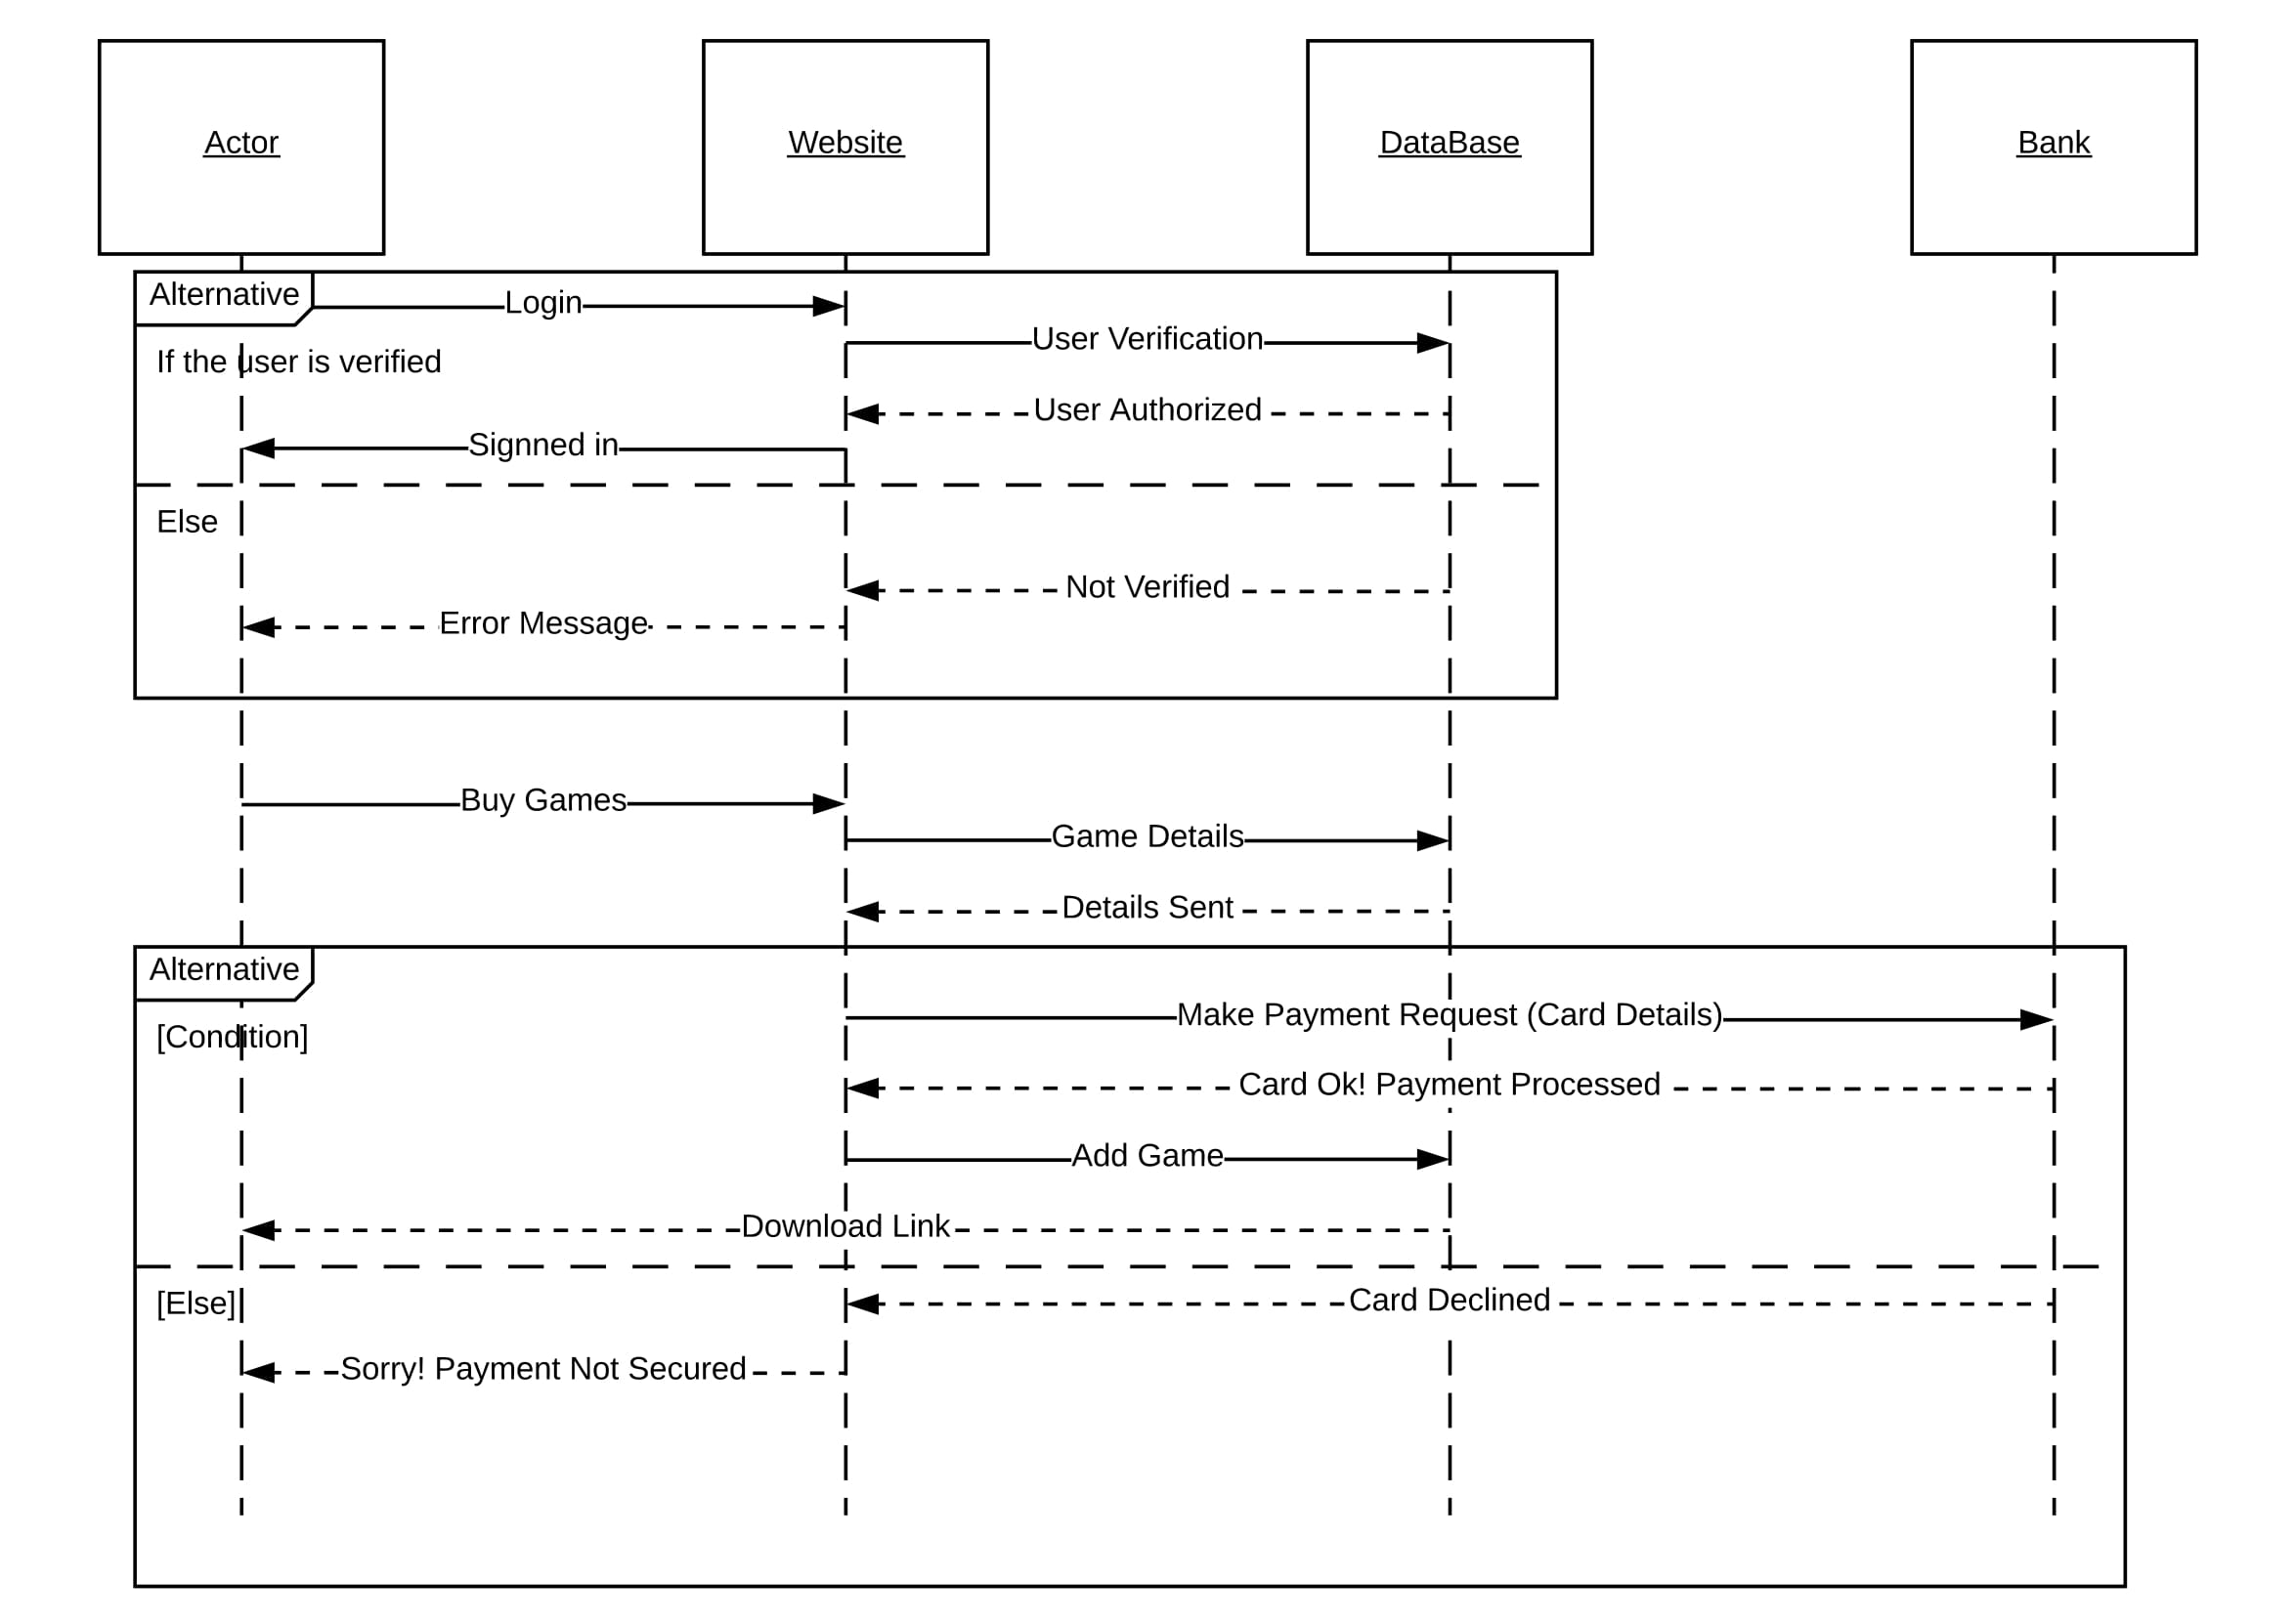 Actor
Website
DataBase
Bank
Alternative
Login
User Verification
If the user is verified
User Authorized
Signned in
Else
Not Verified
Error Message
Buy Games
Game Details
Details Sent
Alternative
Make Payment Request (Card Details)
[Condition]
Card Ok! Payment Processed
Add Game
Download Link
[Else]
Card Declined
Sorry! Payment Not Secured